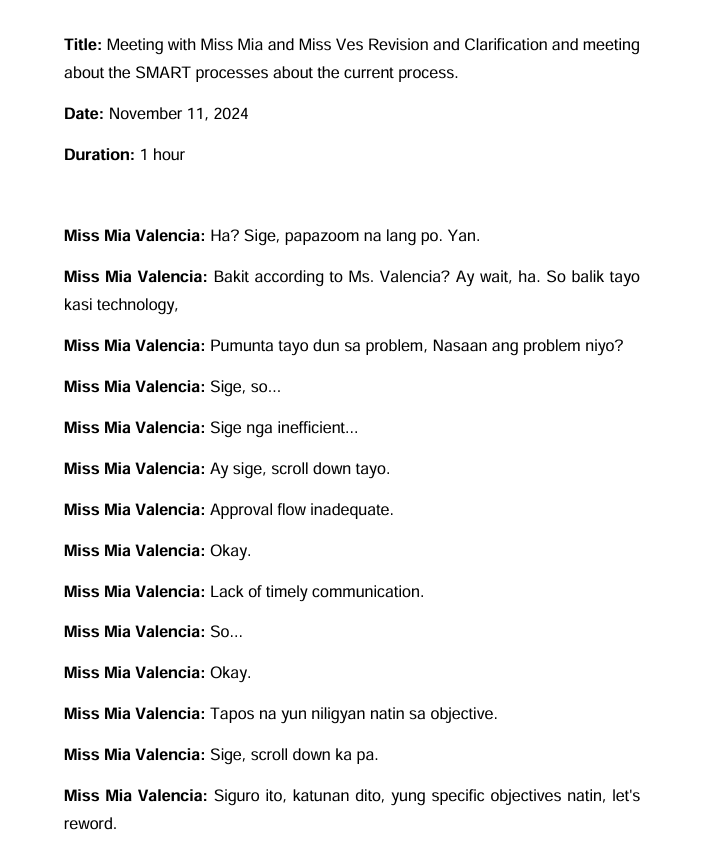 Title: Meeting with Miss Mia and Miss Ves Revision and Clarification and meeting
about the SMART processes about the current process.
Date: November 11, 2024
Duration: 1 hour
Miss Mia Valencia: Ha? Sige, papazoom na lang po. Yan.
Miss Mia Valencia: Bakit according to Ms. Valencia? Ay wait, ha. So balik tayo
kasi technology,
Miss Mia Valencia: Pumunta tayo dun sa problem, Nasaan ang problem niyo?
Miss Mia Valencia: Sige, so...
Miss Mia Valencia: Sige nga inefficient...
Miss Mia Valencia: Ay sige, scroll down tayo.
Miss Mia Valencia: Approval flow inadequate.
Miss Mia Valencia: Okay.
Miss Mia Valencia: Lack of timely communication.
Miss Mia Valencia: So...
Miss Mia Valencia: Okay.
Miss Mia Valencia: Tapos na yun niligyan natin sa objective.
Miss Mia Valencia: Sige, scroll down ka pa.
Miss Mia Valencia: Siguro ito, katunan dito, yung specific objectives natin, let's
reword.